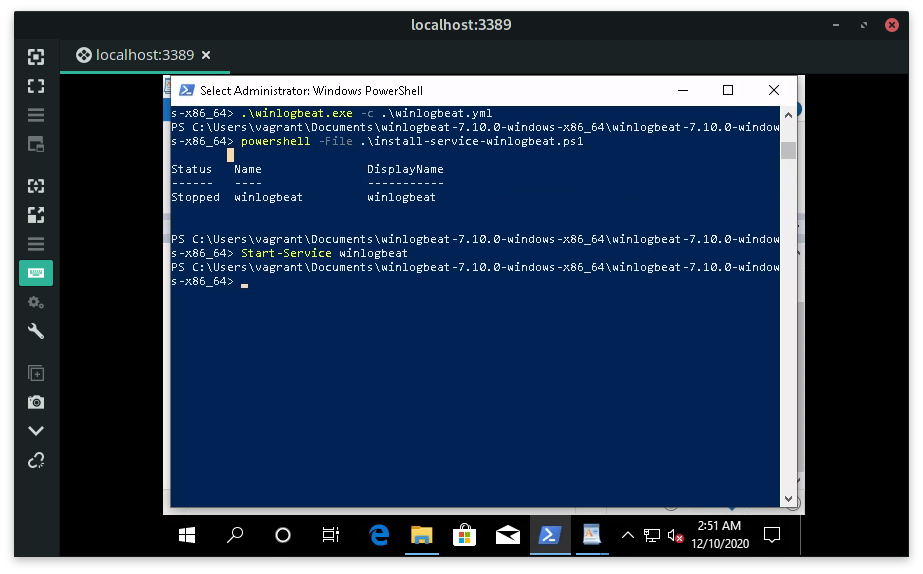 localhost:3389
localhost:3389
Select Administrator: Windows PowerShell
s-x86_64> .\winlogbeat.exe -c .\winlogbeat.yml
PS C:\Users\vagrant\Documents\winlogbeat-7.10.0-windows-x86_64\winlogbeat-7.10.0-window
s-x86_64> powershell -File .\install-service-winlogbeat.ps1
Status Name DisplayName
------ ---- -----------
Stopped winlogbeat winlogbeat
PS C:\Users\vagrant\Documents\winlogbeat-7.10.0-windows-x86_64\winlogbeat-7.10.0-window
s-x86_64> Start-Service winlogbeat
PS C:\Users\vagrant\Documents\winlogbeat-7.10.0-windows-x86_64\winlogbeat-7.10.0-window
s-x86_64>
2:51 AM
12/10/2020